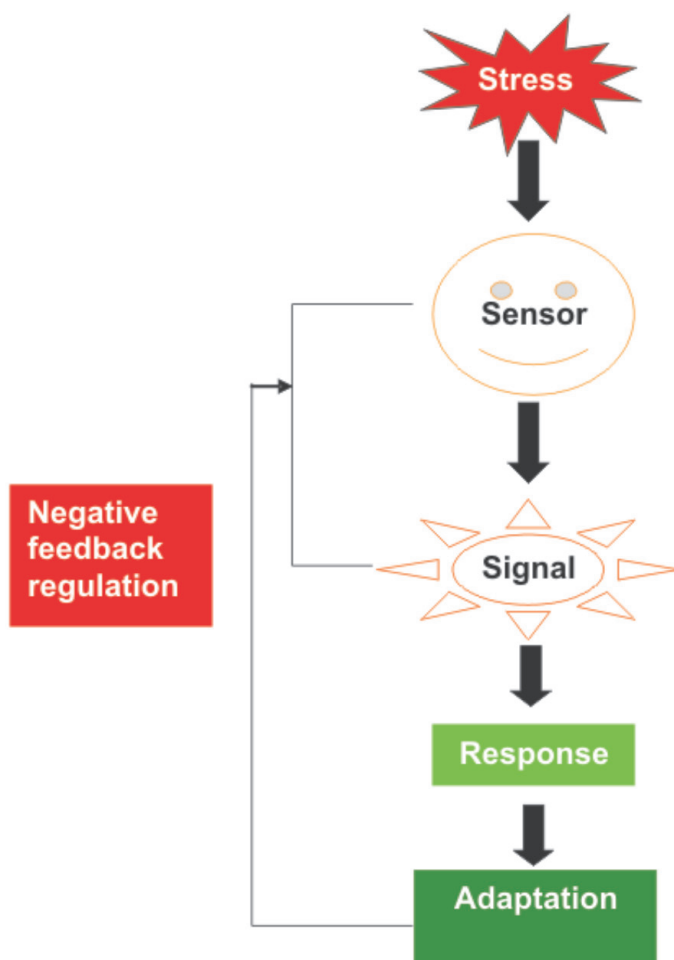 Stress
Sensor
Negative
feedback
regulation
Signal
Response
Adaptation